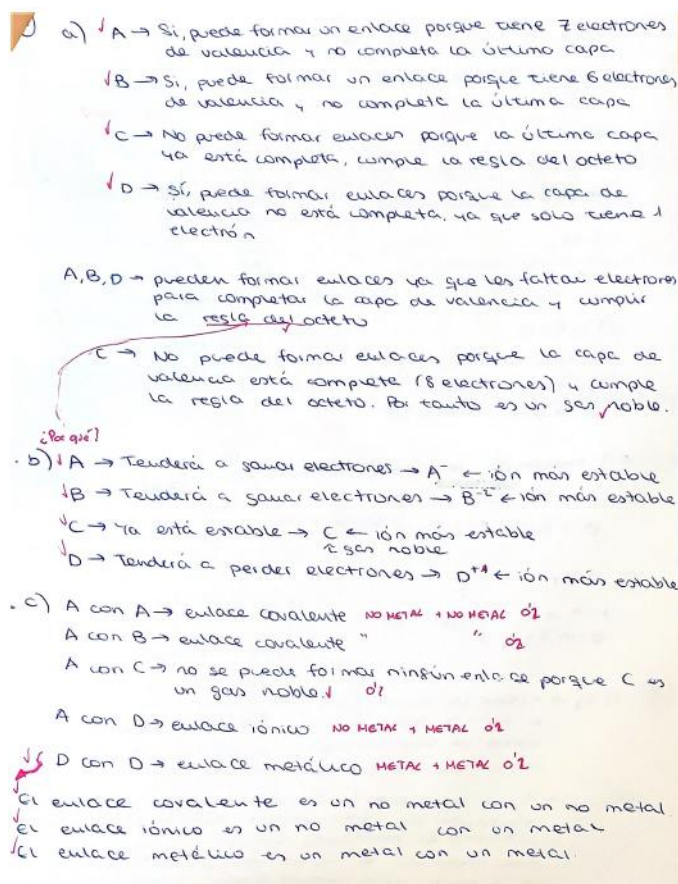 a) √A → Si, puede formar un enlace porque tiene 7 electrones
de valencia y no completa la última capa
√B → Si, puede formar un enlace porque tiene 6 electrones
de valencia y no completa la última capa
√C → No puede formar enlaces porque la última capa
ya está completa, cumple la regla del octeto
√D → Sí, puede formar enlaces porque la capa de
valencia no está completa, ya que solo tiene 1
electrón
A, B, D → pueden formar enlaces ya que les faltan electrones
para completar la capa de valencia y cumplir
la regla del octeto
C → No puede formar enlaces porque la capa de
valencia está completa (8 electrones) y cumple
la regla del octeto. Por tanto es un gas noble.
¿Por qué?
. b) √A → Tenderá a ganar electrones → A⁻ ← ión más estable
√B → Tenderá a ganar electrones → B⁻² ← ión más estable
√C → Ya está estable → C ← ión más estable
gas noble
√D → Tenderá a perder electrones → D⁺¹ ← ión más estable
. c) A con A → enlace covalente NO METAL + NO METAL 0'2
A con B → enlace covalente " " 0'2
A con C → no se puede formar ningún enlace porque C es
un gas noble. √ 0'2
A con D → enlace iónico NO METAL + METAL 0'2
D con D → enlace metálico METAL + METAL 0'2
El enlace covalente es un no metal con un no metal.
El enlace iónico es un no metal con un metal
El enlace metálico es un metal con un metal.